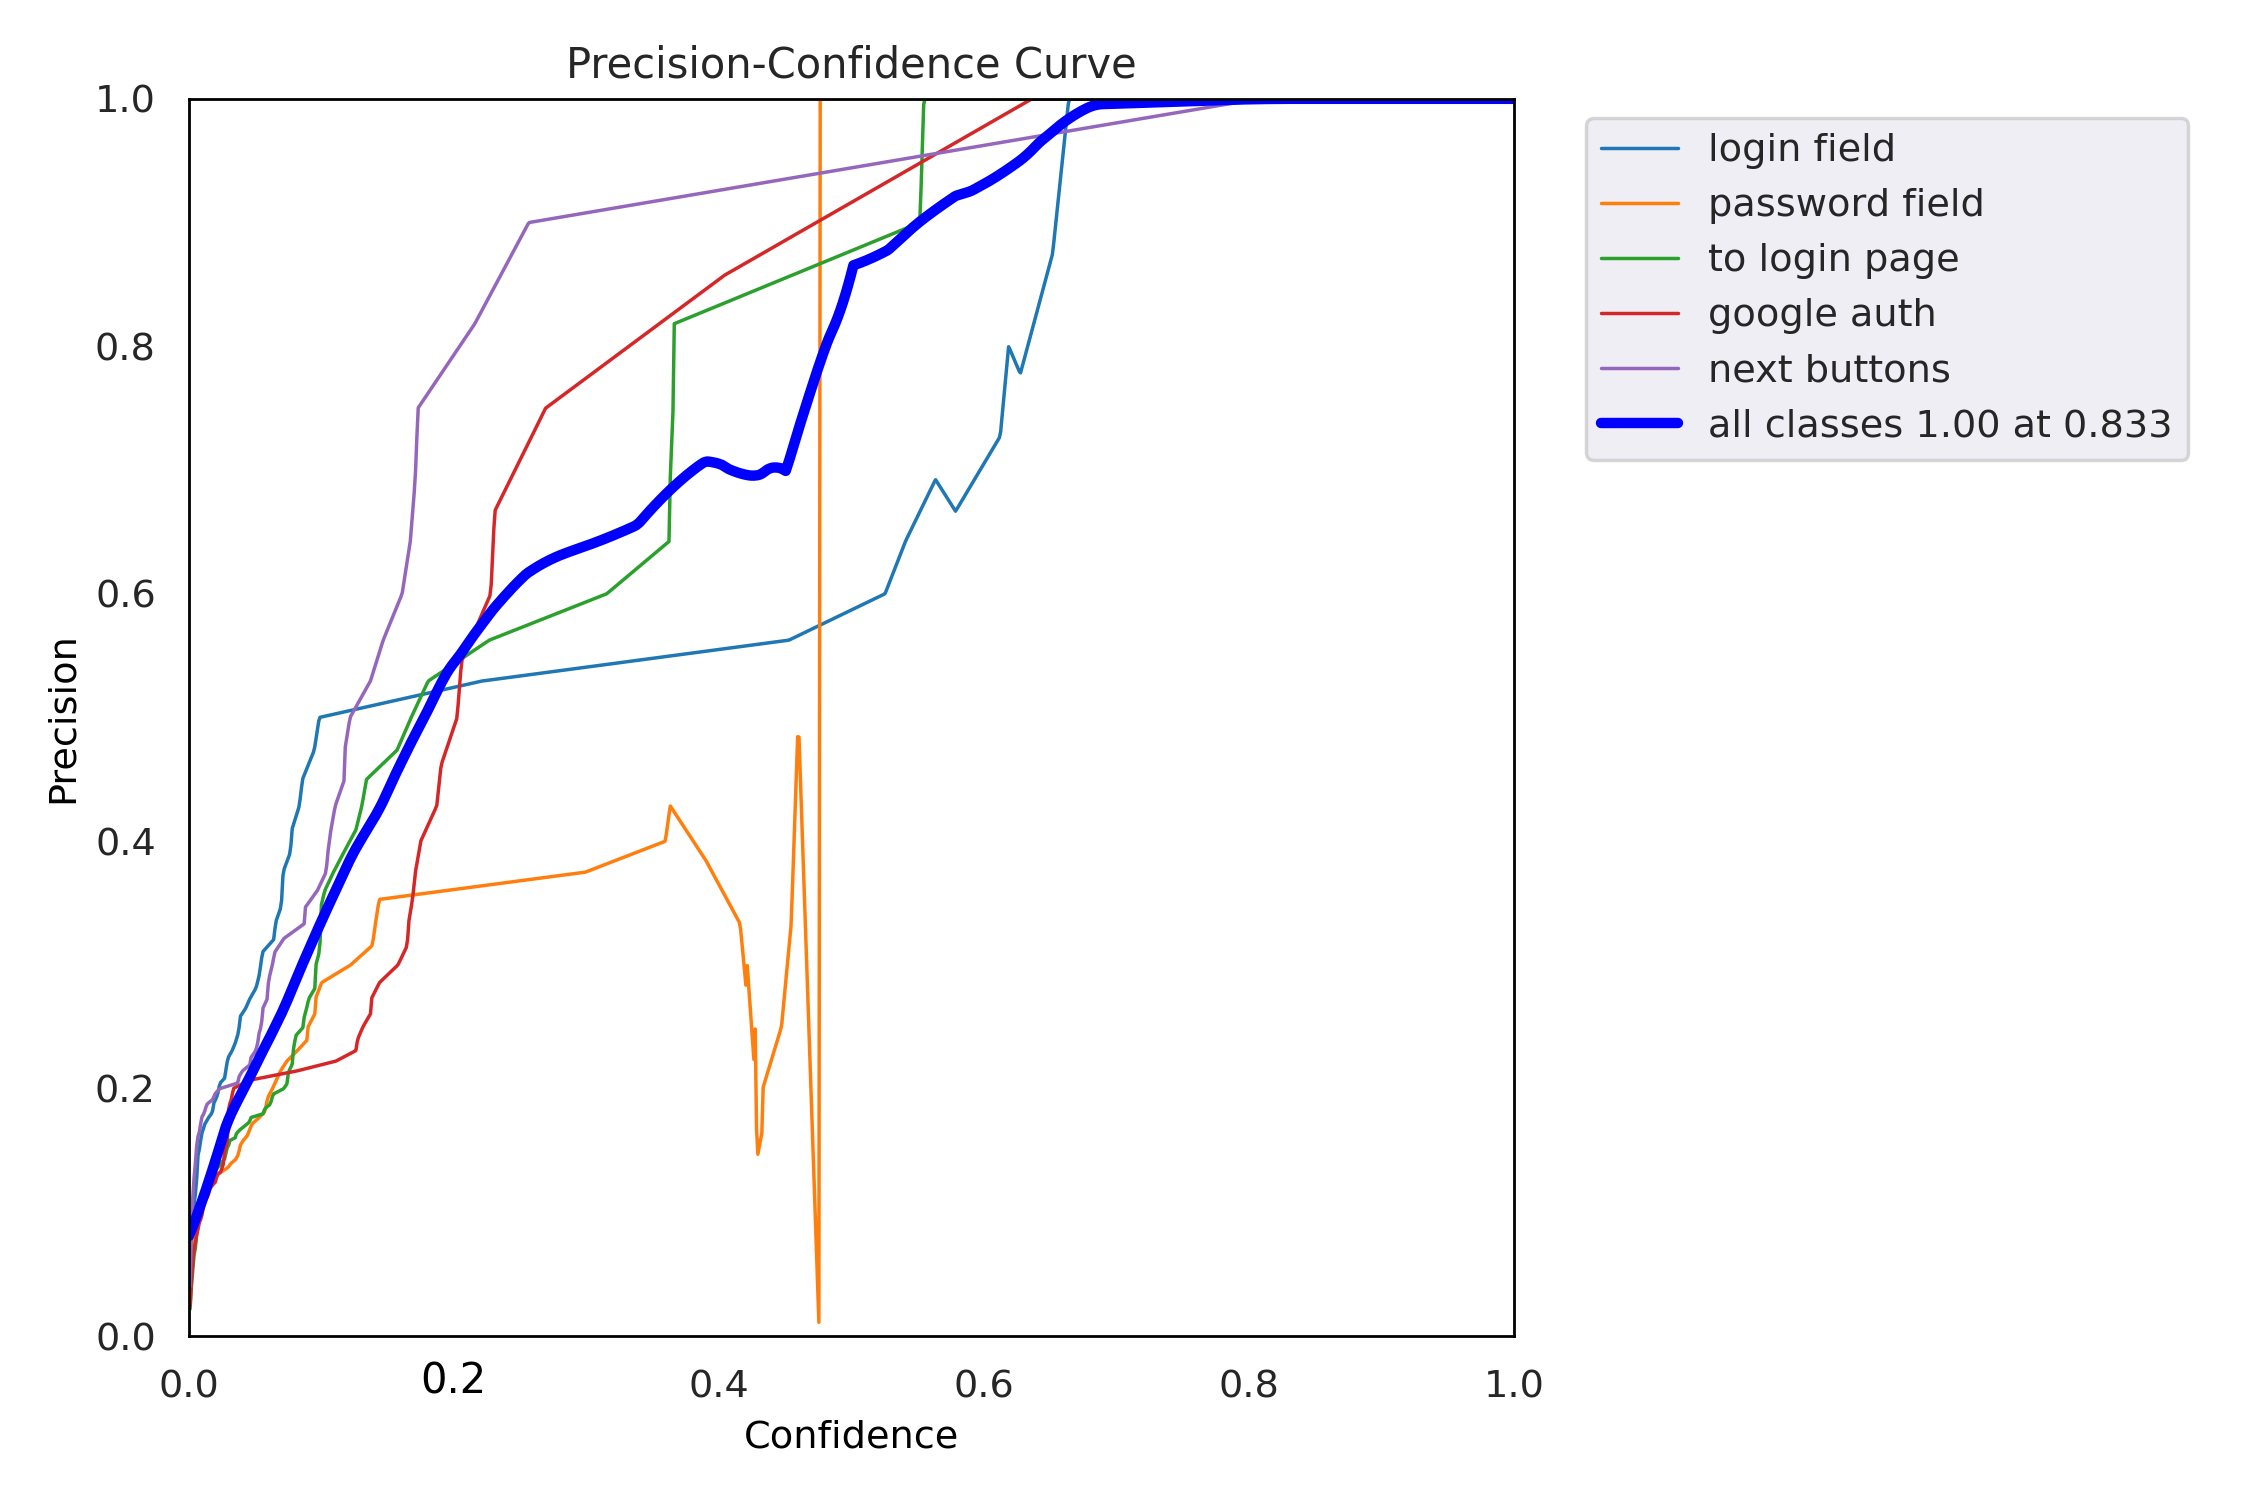 Precision-Confidence Curve
1.0
0.8
0.6
0.4
0.2
0.0
Precision
0.0 0.2 0.4 0.6 0.8 1.0
Confidence
login field
password field
to login page
google auth
next buttons
all classes 1.00 at 0.833